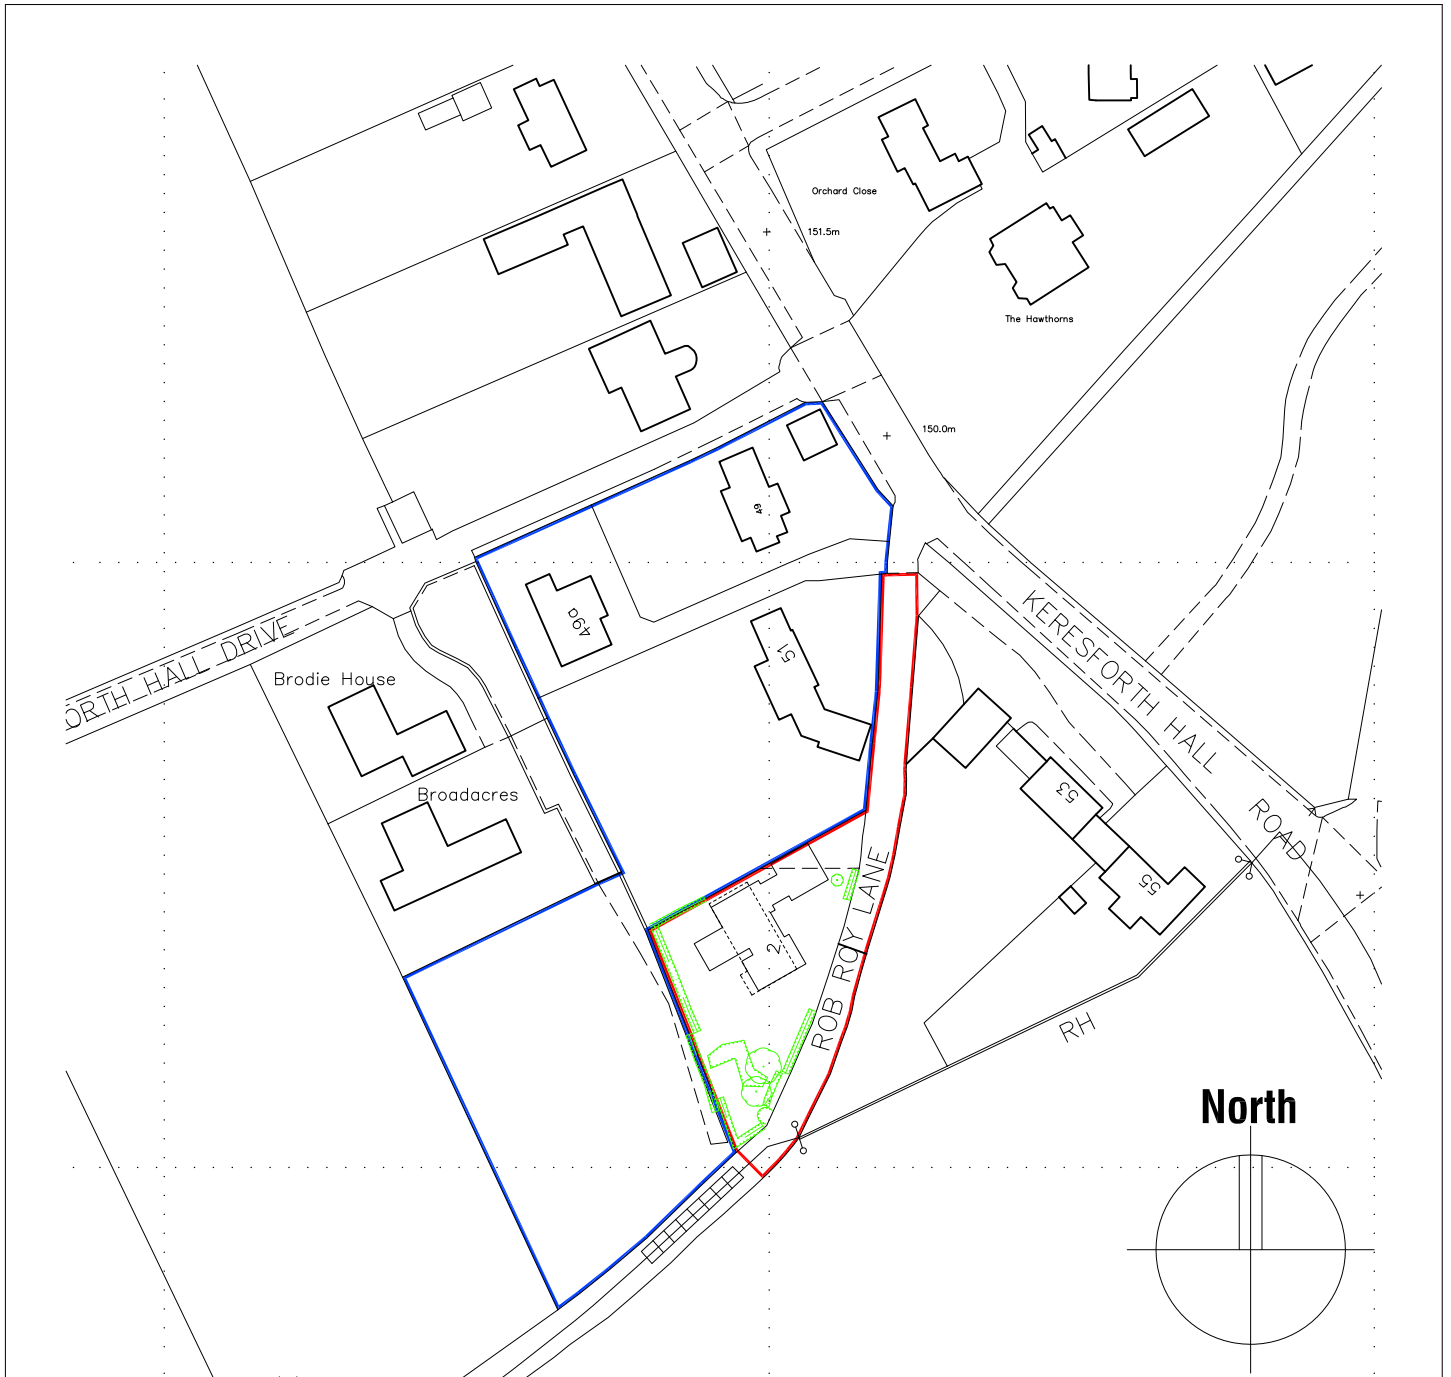 Orchard Close
151.5m
The Hawthorns
150.0m
49
49a
51
KERESFORTH HALL
ROAD
ORTH HALL DRIVE
Brodie House
Broadacres
53
55
2
ROB ROY LANE
RH
North